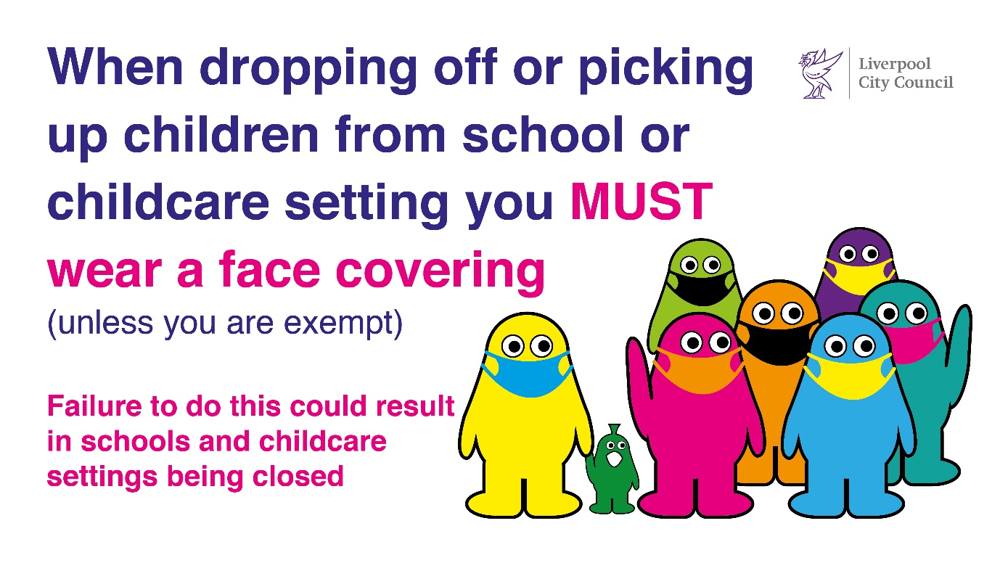 When dropping off or picking
up children from school or
childcare setting you MUST
wear a face covering
(unless you are exempt)
Failure to do this could result
in schools and childcare
settings being closed
Liverpool
City Council